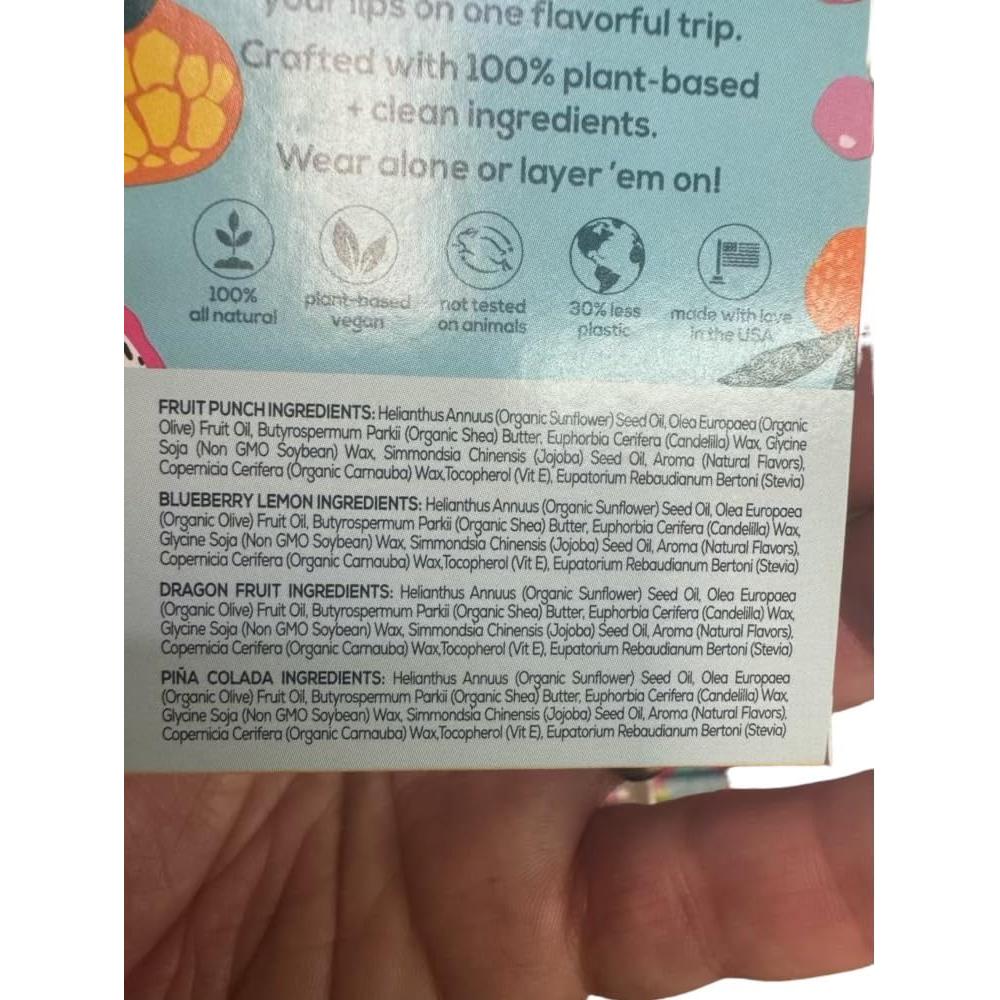 your lips on one flavorful trip.
Crafted with 100% plant-based
+ clean ingredients.
Wear alone or layer 'em on!
100%
all natural
plant-based
vegan
not tested
on animals
30% less
plastic
made with love
in the USA
FRUIT PUNCH INGREDIENTS: Helianthus Annuus (Organic Sunflower) Seed Oil, Olea Europaea (Organic
Olive) Fruit Oil, Butyrospermum Parkii (Organic Shea) Butter, Euphorbia Cerifera (Candelilla) Wax, Glycine
Soja (Non GMO Soybean) Wax, Simmondsia Chinensis (Jojoba) Seed Oil, Aroma (Natural Flavors),
Copernicia Cerifera (Organic Carnauba) Wax,Tocopherol (Vit E), Eupatorium Rebaudianum Bertoni (Stevia)
BLUEBERRY LEMON INGREDIENTS: Helianthus Annuus (Organic Sunflower) Seed Oil, Olea Europaea
(Organic Olive) Fruit Oil, Butyrospermum Parkii (Organic Shea) Butter, Euphorbia Cerifera (Candelilla) Wax,
Glycine Soja (Non GMO Soybean) Wax, Simmondsia Chinensis (Jojoba) Seed Oil, Aroma (Natural Flavors),
Copernicia Cerifera (Organic Carnauba) Wax,Tocopherol (Vit E), Eupatorium Rebaudianum Bertoni (Stevia)
DRAGON FRUIT INGREDIENTS: Helianthus Annuus (Organic Sunflower) Seed Oil, Olea Europaea
(Organic Olive) Fruit Oil, Butyrospermum Parkii (Organic Shea) Butter, Euphorbia Cerifera (Candelilla) Wax,
Glycine Soja (Non GMO Soybean) Wax, Simmondsia Chinensis (Jojoba) Seed Oil, Aroma (Natural Flavors),
Copernicia Cerifera (Organic Carnauba) Wax,Tocopherol (Vit E), Eupatorium Rebaudianum Bertoni (Stevia)
PIÑA COLADA INGREDIENTS: Helianthus Annuus (Organic Sunflower) Seed Oil, Olea Europaea
(Organic Olive) Fruit Oil, Butyrospermum Parkii (Organic Shea) Butter, Euphorbia Cerifera (Candelilla) Wax,
Glycine Soja (Non GMO Soybean) Wax, Simmondsia Chinensis (Jojoba) Seed Oil, Aroma (Natural Flavors),
Copernicia Cerifera (Organic Carnauba) Wax,Tocopherol (Vit E), Eupatorium Rebaudianum Bertoni (Stevia)